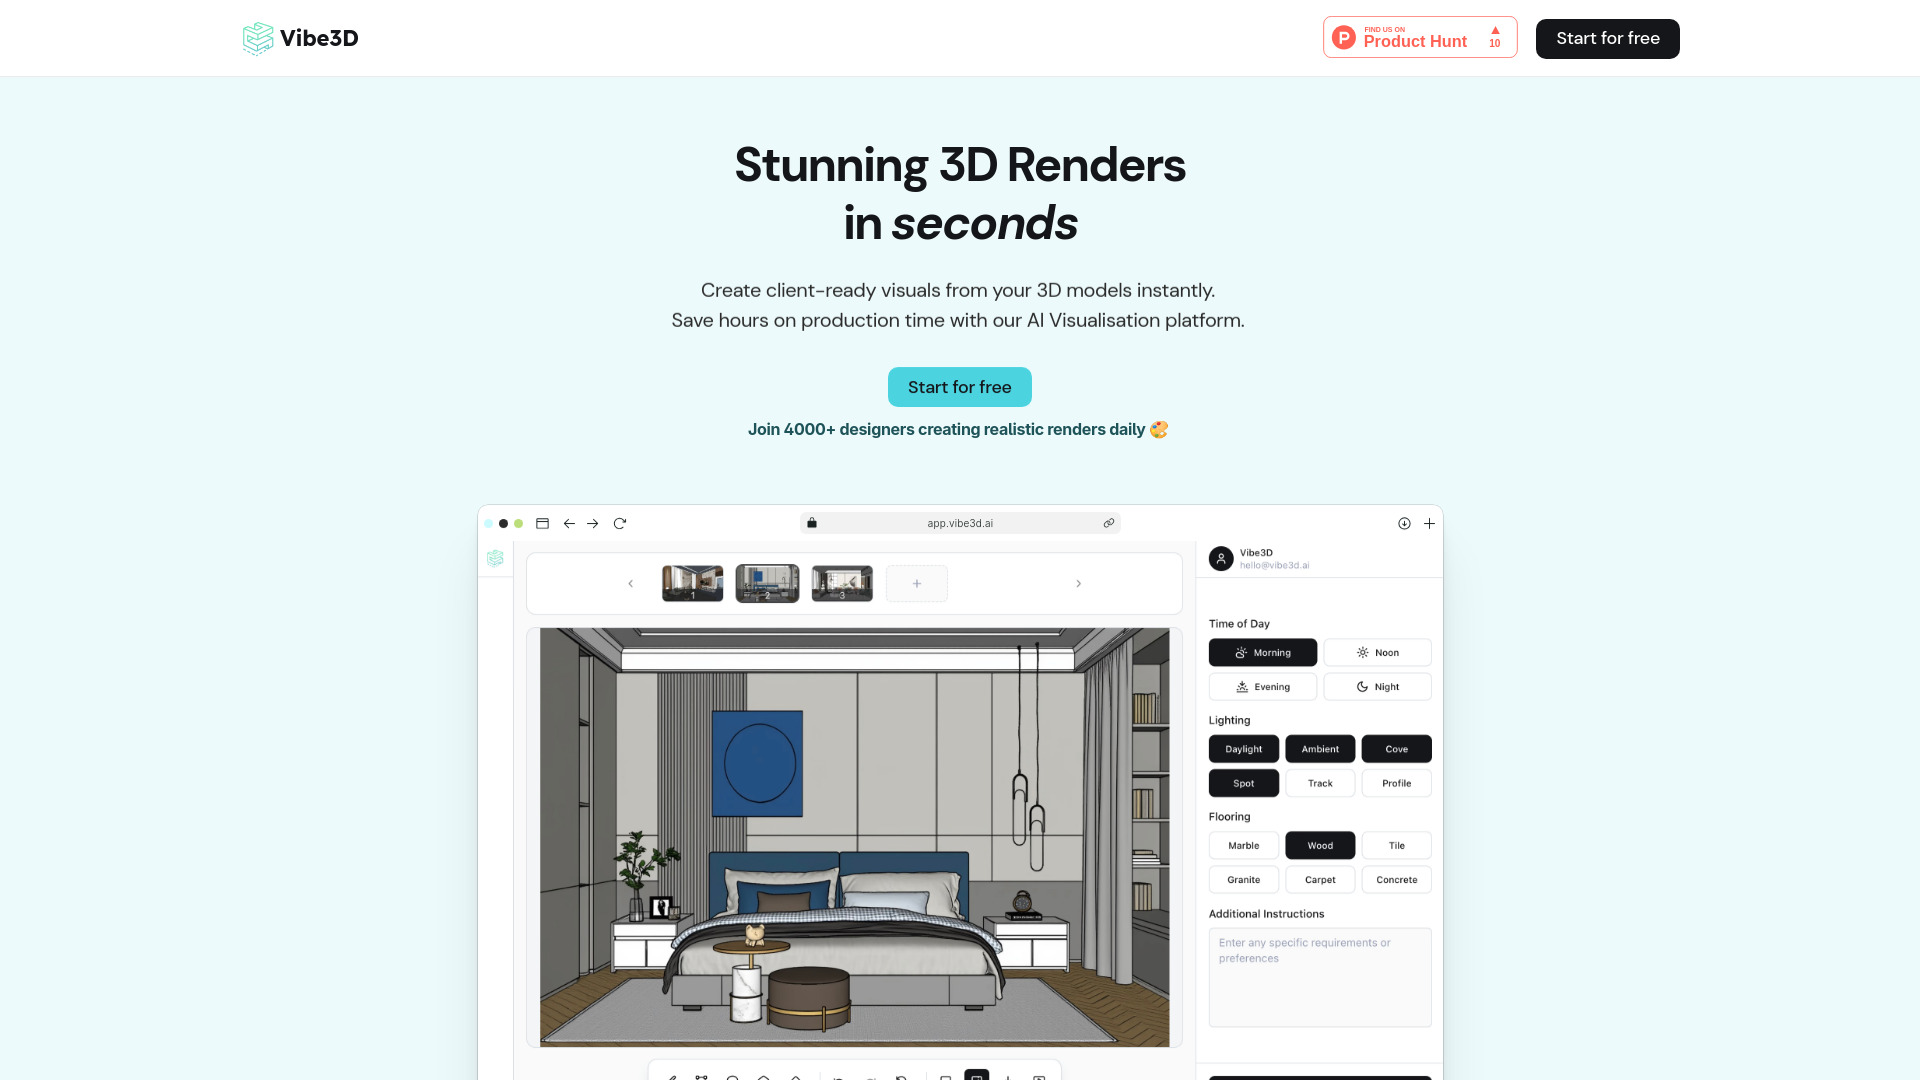 Vibe3D
FIND US ON
Product Hunt
10
Start for free
Stunning 3D Renders
in seconds
Create client-ready visuals from your 3D models instantly.
Save hours on production time with our AI Visualisation platform.
Start for free
Join 4000+ designers creating realistic renders daily 🎨
app.vibe3d.ai
1
2
3
Vibe3D
hello@vibe3d.ai
Time of Day
Morning
Noon
Evening
Night
Lighting
Daylight
Ambient
Cove
Spot
Track
Profile
Flooring
Marble
Wood
Tile
Granite
Carpet
Concrete
Additional Instructions
Enter any specific requirements or
preferences